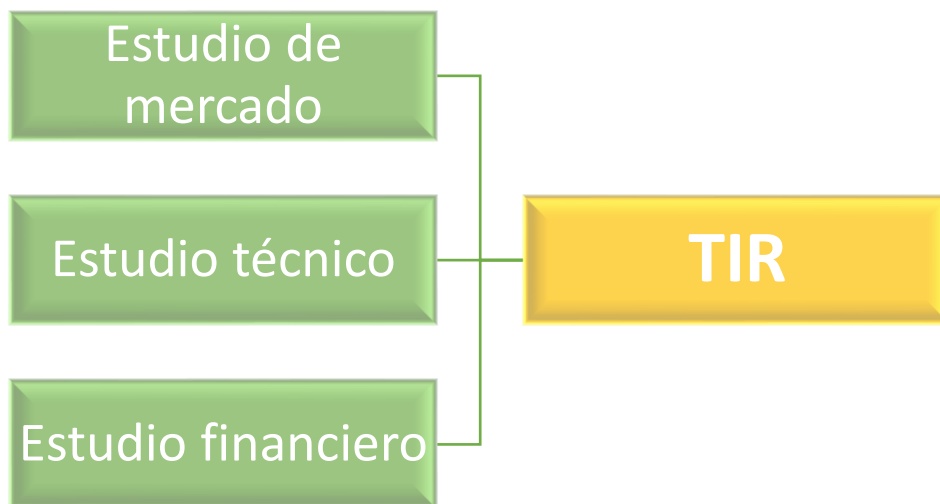 Estudio de
mercado
Estudio técnico
TIR
Estudio financiero